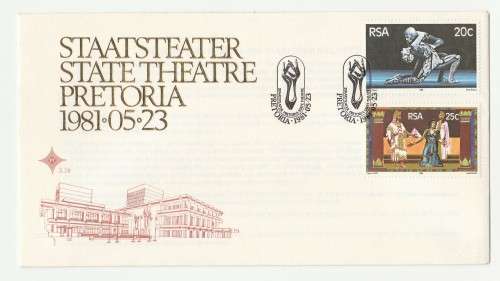 STAATSTEATER
STATE THEATRE
PRETORIA
1981·05·23
RSA 20c
RSA 25c
PRETORIA · 1981·05·23
PRETORIA · 1981·05·23